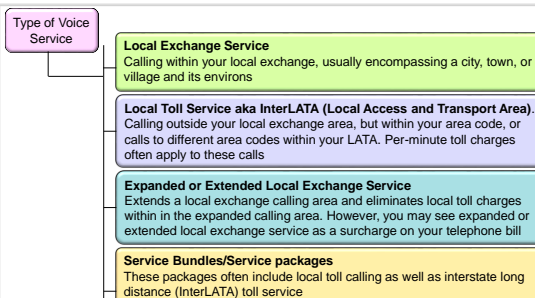 Type of Voice
Service
Local Exchange Service
Calling within your local exchange, usually encompassing a city, town, or
village and its environs
Local Toll Service aka InterLATA (Local Access and Transport Area).
Calling outside your local exchange area, but within your area code, or
calls to different area codes within your LATA. Per-minute toll charges
often apply to these calls
Expanded or Extended Local Exchange Service
Extends a local exchange calling area and eliminates local toll charges
within in the expanded calling area. However, you may see expanded or
extended local exchange service as a surcharge on your telephone bill
Service Bundles/Service packages
These packages often include local toll calling as well as interstate long
distance (InterLATA) toll service